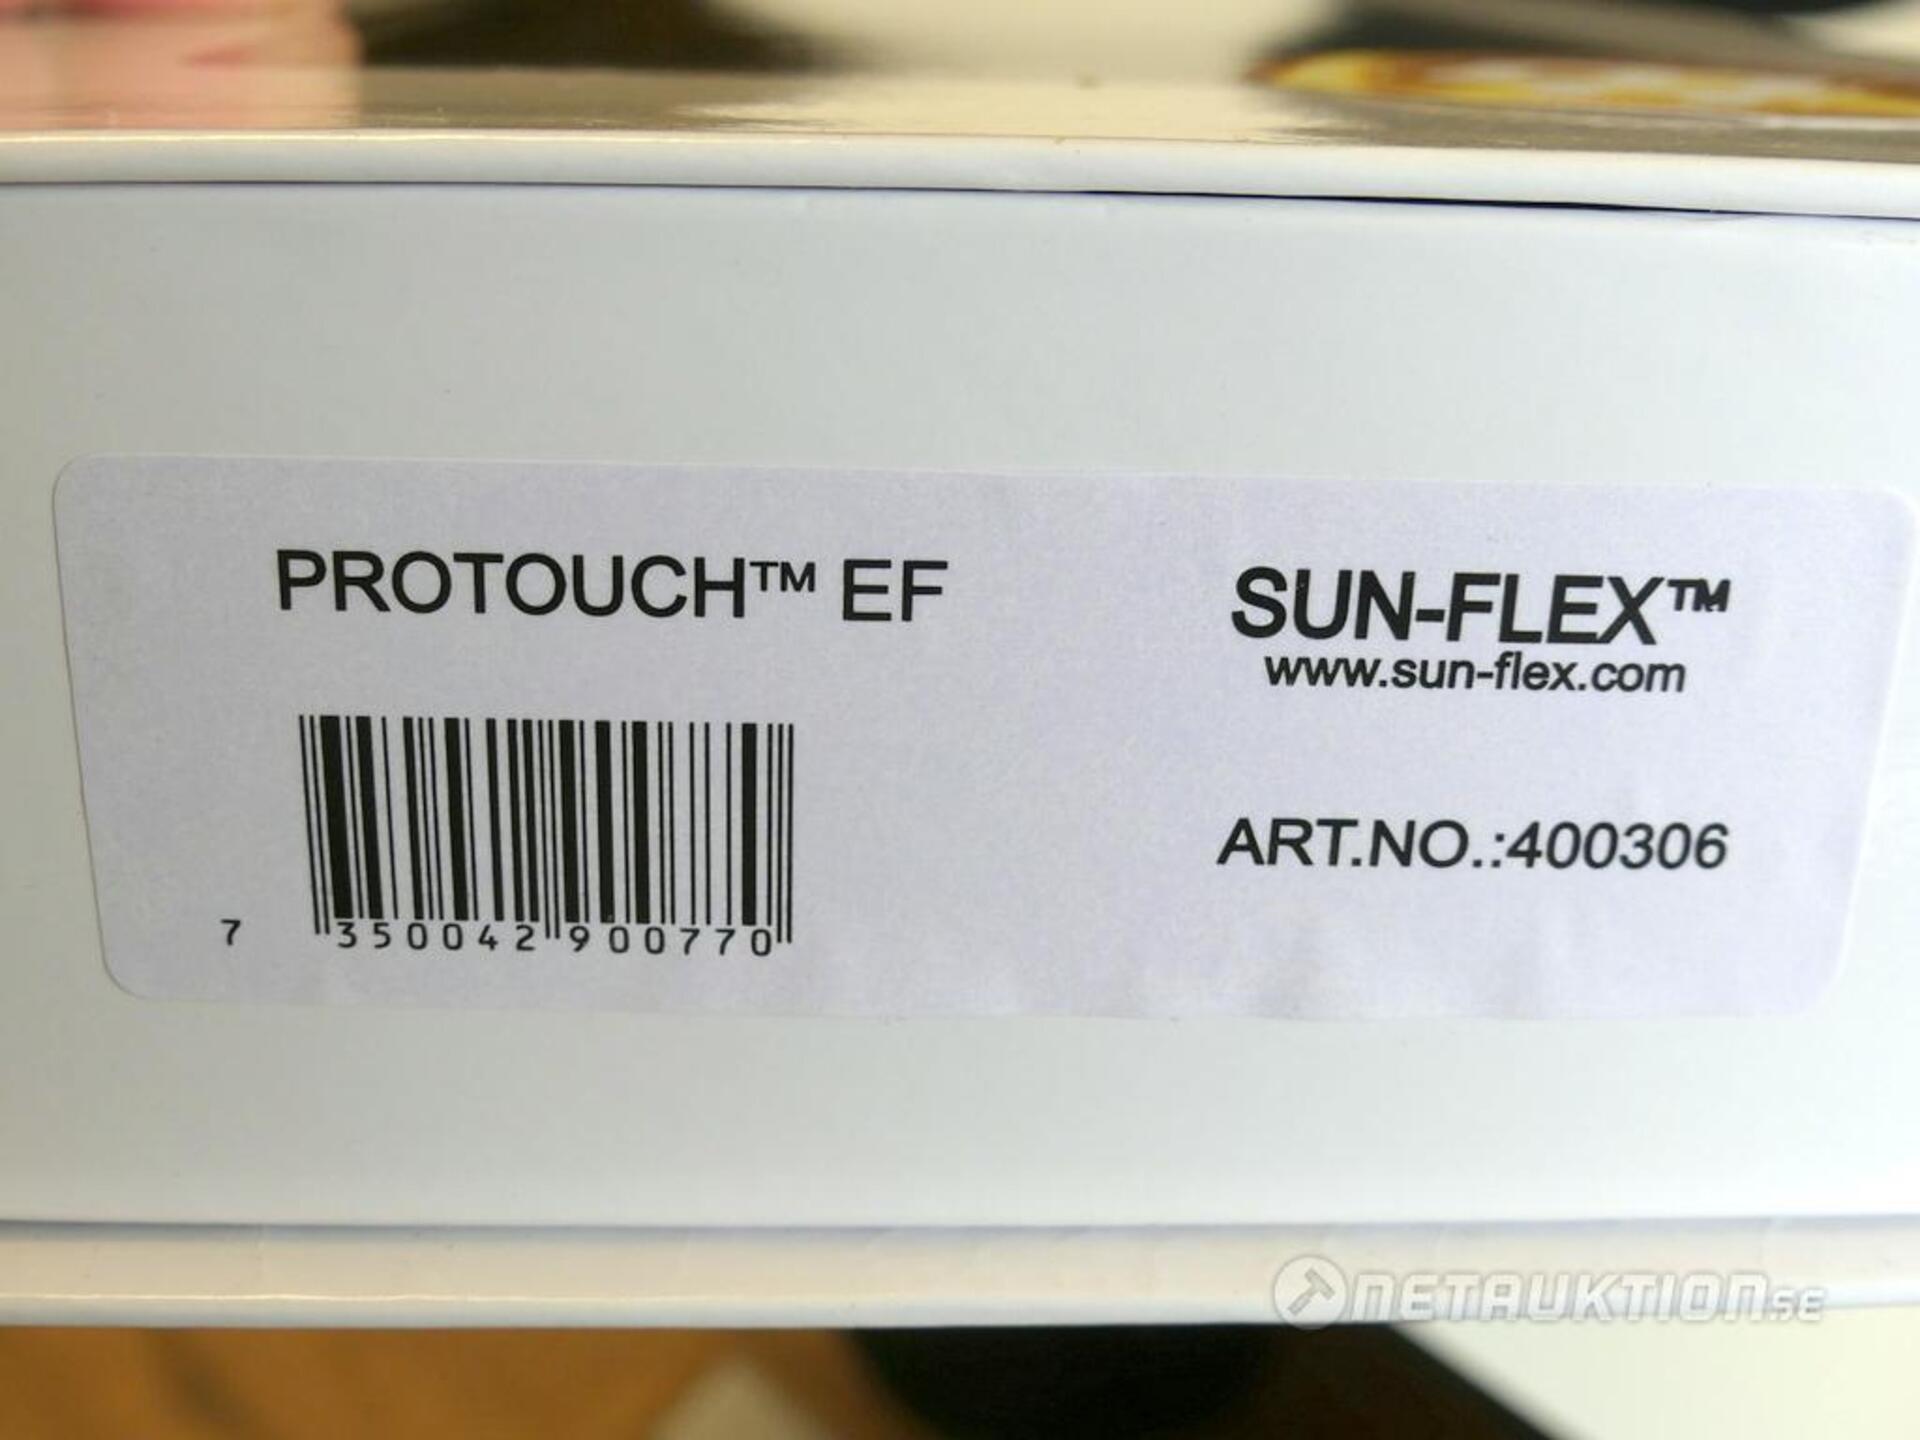 PROTOUCH™ EF
SUN-FLEX™
www.sun-flex.com
ART.NO.:400306
7 350042 900770
NETAUKTION.SE